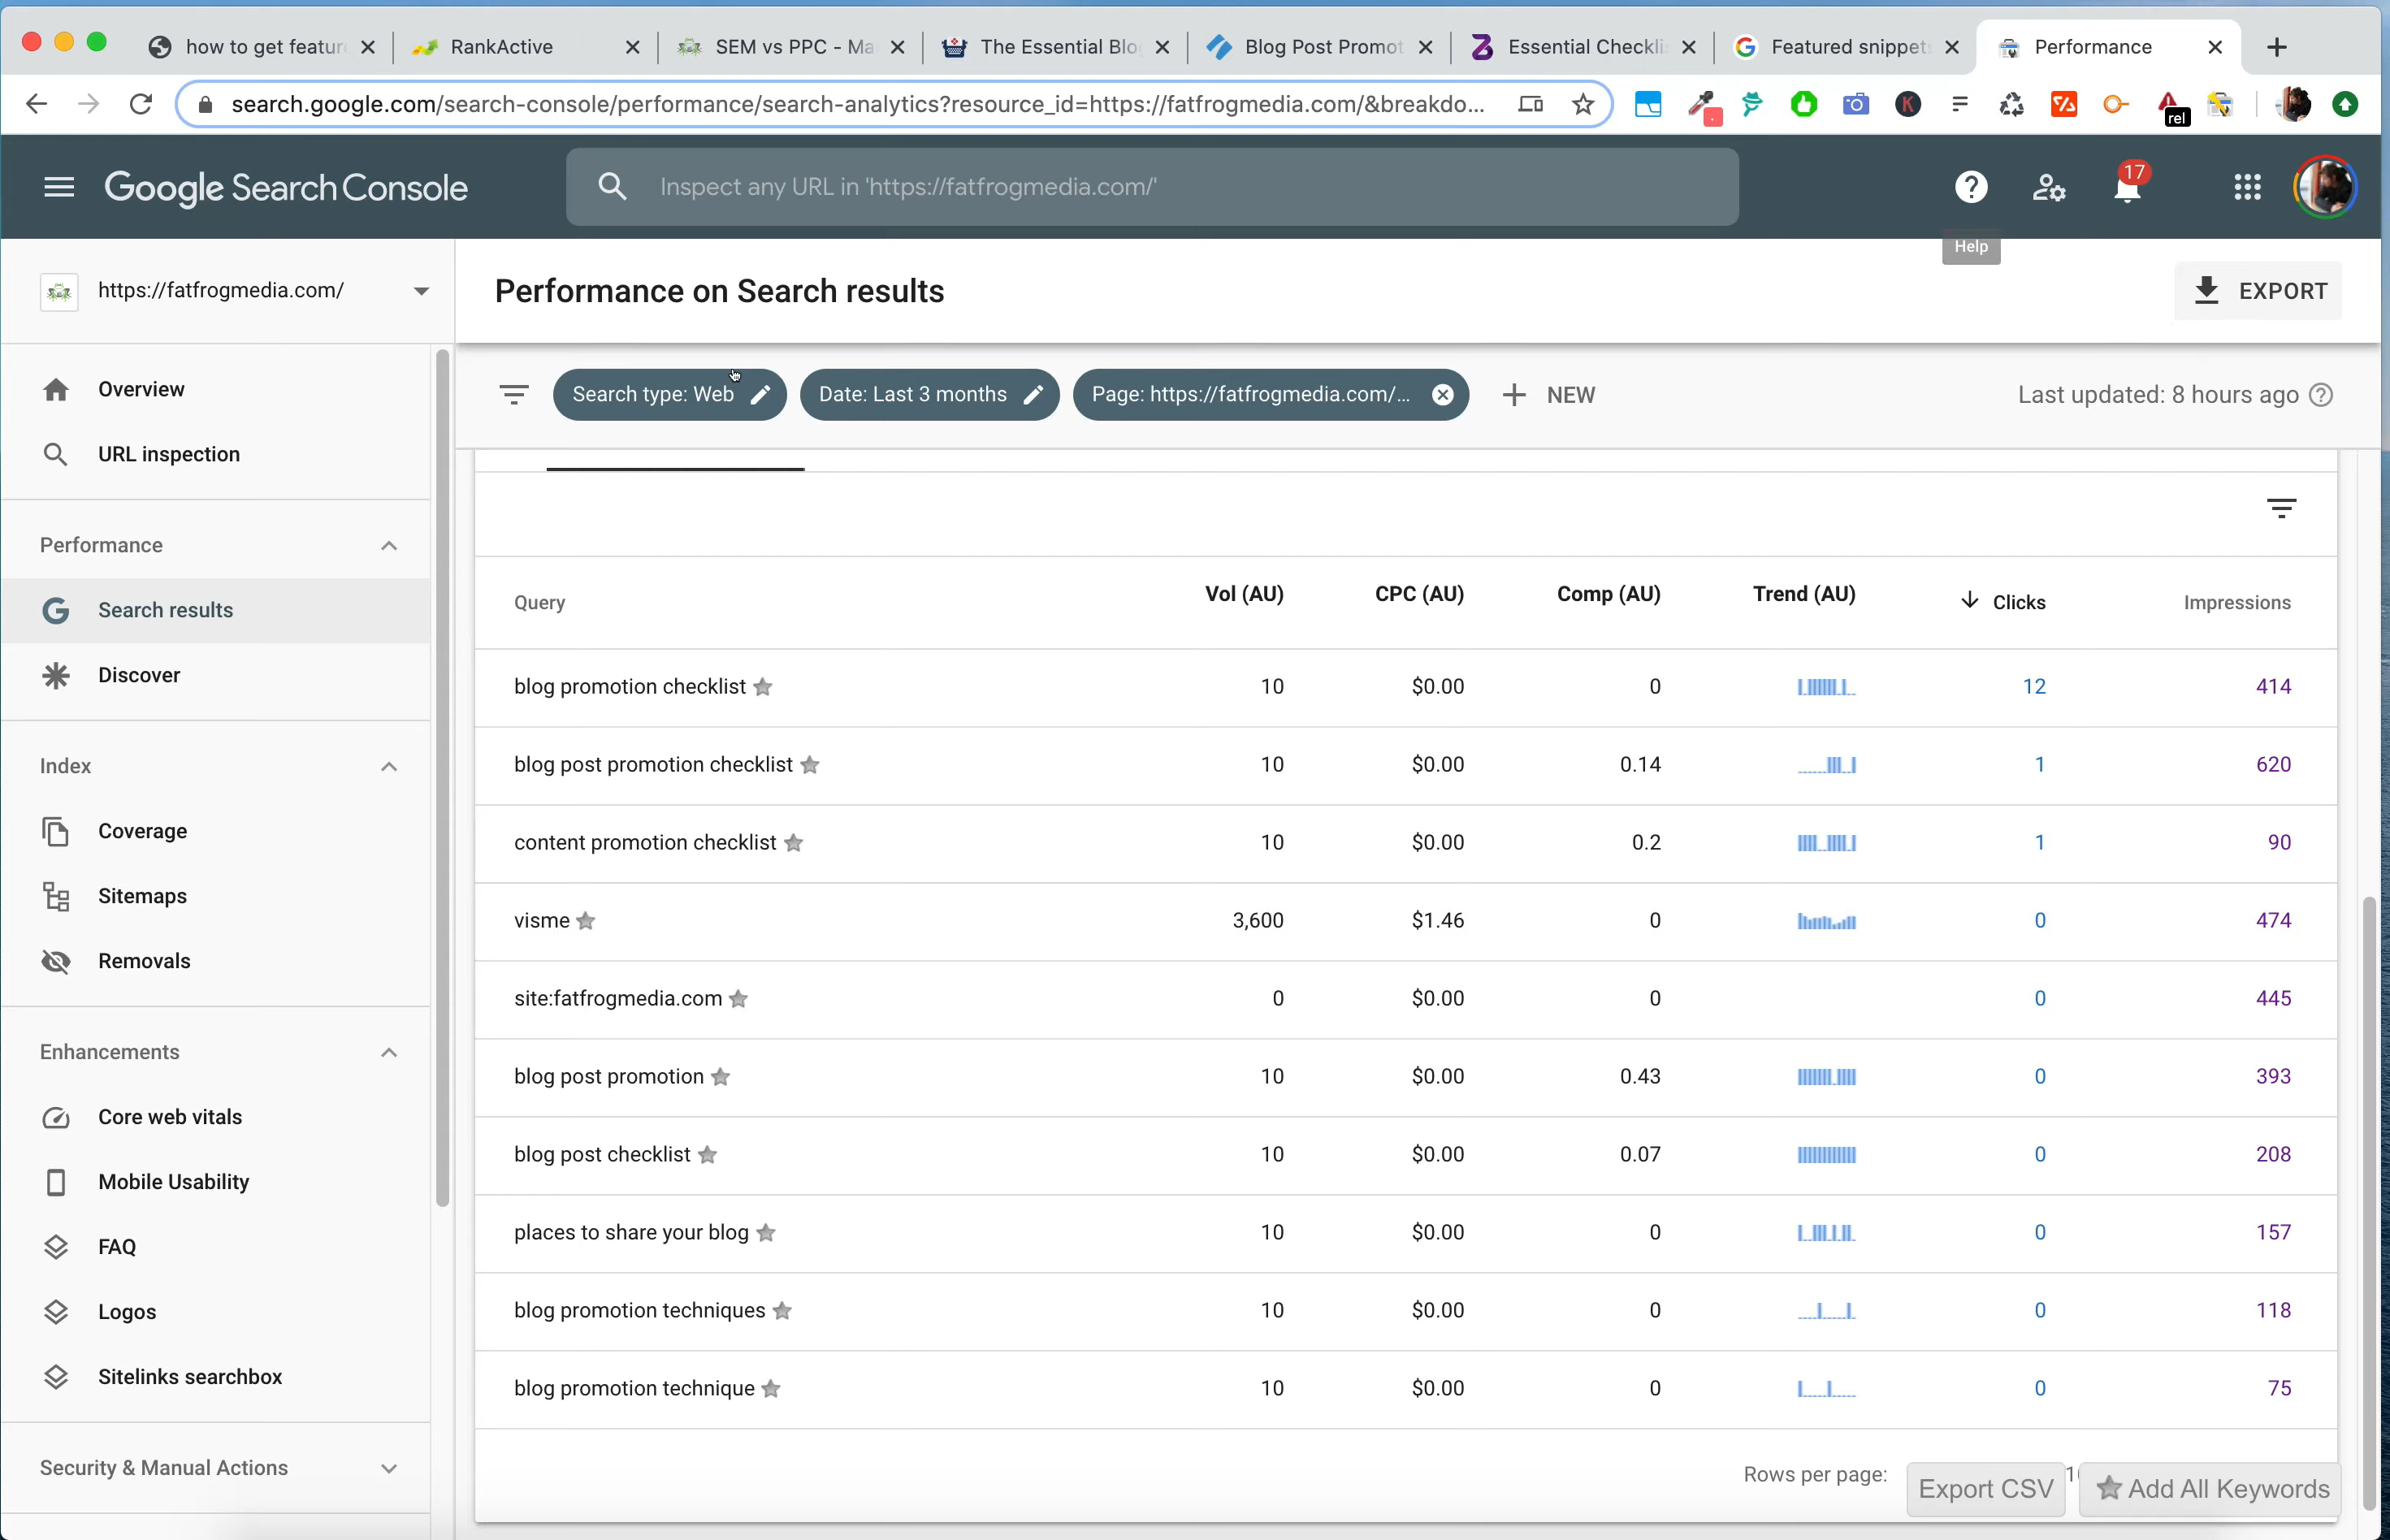 how to get featur
RankActive
SEM vs PPC - Ma
The Essential Blo
Blog Post Promot
Essential Checkli
Featured snippet
Performance
search.google.com/search-console/performance/search-analytics?resource_id=https://fatfrogmedia.com/&breakdo...
K
rel
Google Search Console
Inspect any URL in 'https://fatfrogmedia.com/'
17
Help
https://fatfrogmedia.com/
Performance on Search results
EXPORT
Search type: Web
Date: Last 3 months
Page: https://fatfrogmedia.com/...
NEW
Last updated: 8 hours ago
Overview
URL inspection
Performance
Search results
Discover
Index
Coverage
Sitemaps
Removals
Enhancements
Core web vitals
Mobile Usability
FAQ
Logos
Sitelinks searchbox
Security & Manual Actions
Query Vol (AU) CPC (AU) Comp (AU) Trend (AU) Clicks Impressions
blog promotion checklist 10 $0.00 0 12 414
blog post promotion checklist 10 $0.00 0.14 1 620
content promotion checklist 10 $0.00 0.2 1 90
visme 3,600 $1.46 0 0 474
site:fatfrogmedia.com 0 $0.00 0 0 445
blog post promotion 10 $0.00 0.43 0 393
blog post checklist 10 $0.00 0.07 0 208
places to share your blog 10 $0.00 0 0 157
blog promotion techniques 10 $0.00 0 0 118
blog promotion technique 10 $0.00 0 0 75
Rows per page:
Export CSV
Add All Keywords